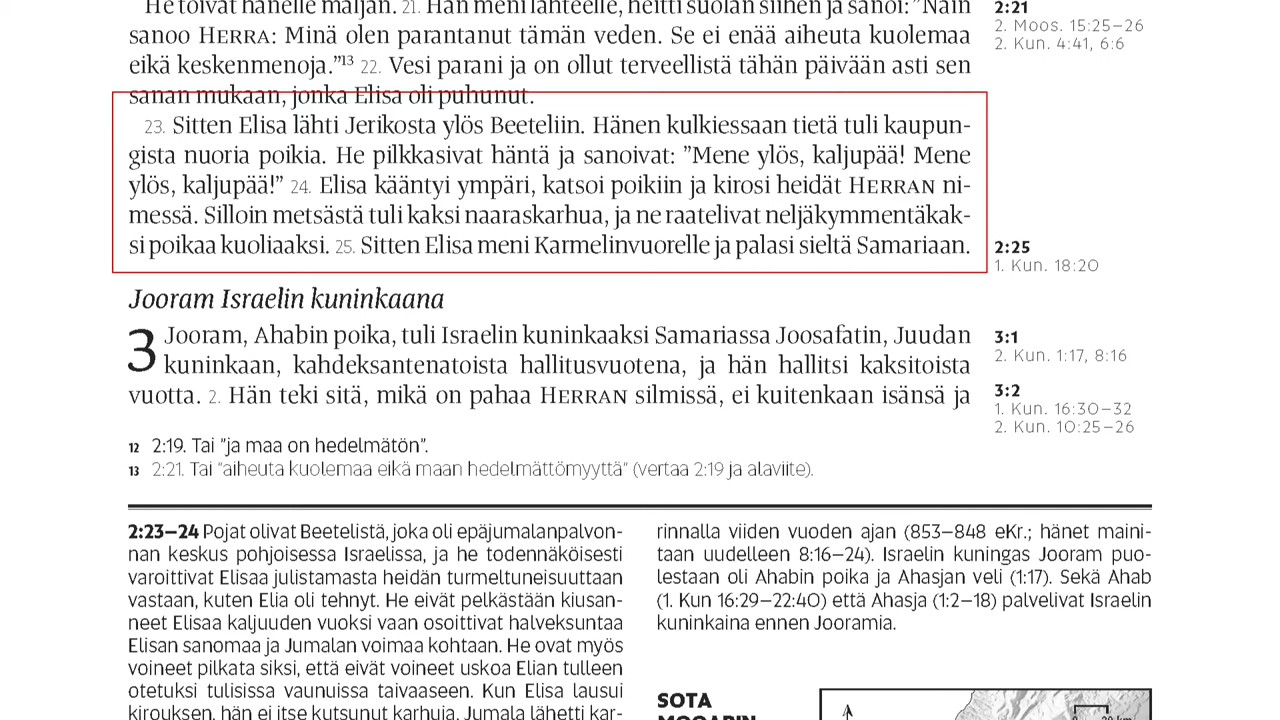 He toivat hänelle maljan. 21. Hän meni lähteelle, heitti suolan siihen ja sanoi: ”Näin
sanoo HERRA: Minä olen parantanut tämän veden. Se ei enää aiheuta kuolemaa
eikä keskenmenoja.”¹³ 22. Vesi parani ja on ollut terveellistä tähän päivään asti sen
sanan mukaan, jonka Elisa oli puhunut.
23. Sitten Elisa lähti Jerikosta ylös Beeteliin. Hänen kulkiessaan tietä tuli kaupun-
gista nuoria poikia. He pilkkasivat häntä ja sanoivat: ”Mene ylös, kaljupää! Mene
ylös, kaljupää!” 24. Elisa kääntyi ympäri, katsoi poikiin ja kirosi heidät HERRAN ni-
messä. Silloin metsästä tuli kaksi naaraskarhua, ja ne raatelivat neljäkymmentäkak-
si poikaa kuoliaaksi. 25. Sitten Elisa meni Karmelinvuorelle ja palasi sieltä Samariaan.
2:21
2. Moos. 15:25–26
2. Kun. 4:41, 6:6
2:25
1. Kun. 18:20
Jooram Israelin kuninkaana
3 Jooram, Ahabin poika, tuli Israelin kuninkaaksi Samariassa Joosafatin, Juudan
kuninkaan, kahdeksantenatoista hallitusvuotena, ja hän hallitsi kaksitoista
vuotta. 2. Hän teki sitä, mikä on pahaa HERRAN silmissä, ei kuitenkaan isänsä ja
3:1
2. Kun. 1:17, 8:16
3:2
1. Kun. 16:30–32
2. Kun. 10:25–26
12 2:19. Tai ”ja maa on hedelmätön”.
13 2:21. Tai ”aiheuta kuolemaa eikä maan hedelmättömyyttä” (vertaa 2:19 ja alaviite).
2:23–24 Pojat olivat Beetelistä, joka oli epäjumalanpalvon-
nan keskus pohjoisessa Israelissa, ja he todennäköisesti
varoittivat Elisaa julistamasta heidän turmeltuneisuuttaan
vastaan, kuten Elia oli tehnyt. He eivät pelkästään kiusan-
neet Elisaa kaljuuden vuoksi vaan osoittivat halveksuntaa
Elisan sanomaa ja Jumalan voimaa kohtaan. He ovat myös
voineet pilkata siksi, että eivät voineet uskoa Elian tulleen
otetuksi tulisissa vaunuissa taivaaseen. Kun Elisa lausui
kirouksen, hän ei itse kutsunut karhuja. Jumala lähetti kar-
rinnalla viiden vuoden ajan (853–848 eKr.; hänet maini-
taan uudelleen 8:16–24). Israelin kuningas Jooram puo-
lestaan oli Ahabin poika ja Ahasjan veli (1:17). Sekä Ahab
(1. Kun 16:29–22:40) että Ahasja (1:2–18) palvelivat Israelin
kuninkaina ennen Jooramia.
SOTA
MOOABIN